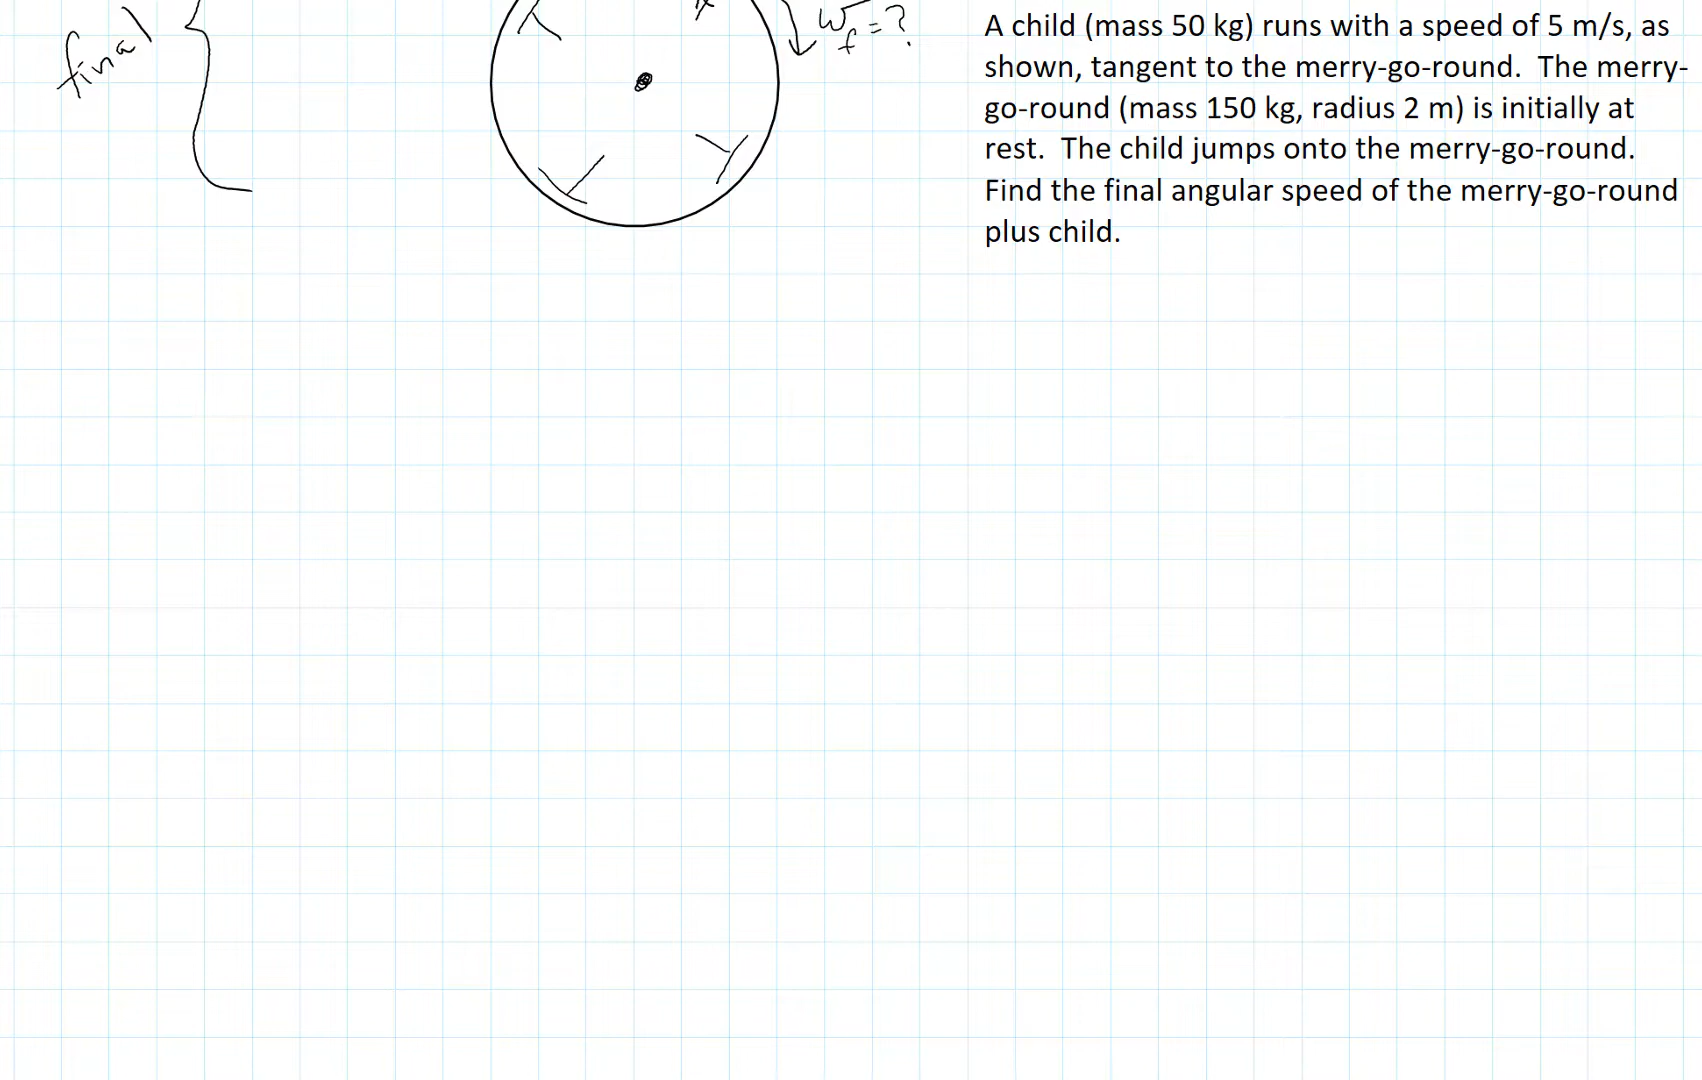 final
ω_f = ?
A child (mass 50 kg) runs with a speed of 5 m/s, as
shown, tangent to the merry-go-round.  The merry-
go-round (mass 150 kg, radius 2 m) is initially at
rest.  The child jumps onto the merry-go-round.
Find the final angular speed of the merry-go-round
plus child.